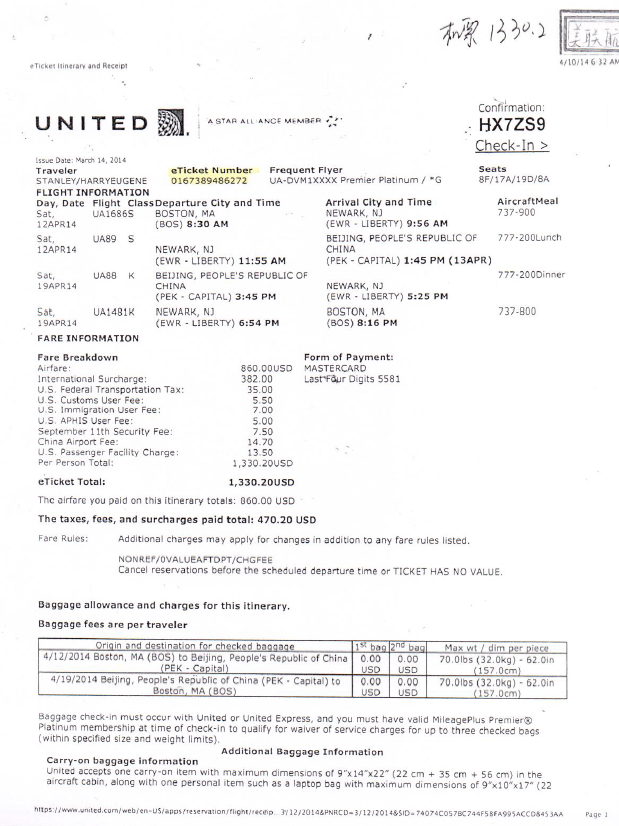 机票 1330.2
美联航
eTicket Itinerary and Receipt
4/10/14 6:32 AM
UNITED
A STAR ALLIANCE MEMBER
Confirmation:
HX7ZS9
Check-In >
Issue Date: March 14, 2014
Traveler eTicket Number Frequent Flyer Seats
STANLEY/HARRYEUGENE 0167389486272 UA-DVM1XXXX Premier Platinum / *G 8F/17A/19D/8A
FLIGHT INFORMATION
Day, Date Flight ClassDeparture City and Time Arrival City and Time AircraftMeal
Sat, UA1686S BOSTON, MA NEWARK, NJ 737-900
12APR14 (BOS) 8:30 AM (EWR - LIBERTY) 9:56 AM
Sat, UA89 S BEIJING, PEOPLE'S REPUBLIC OF 777-200Lunch
12APR14 NEWARK, NJ CHINA
(EWR - LIBERTY) 11:55 AM (PEK - CAPITAL) 1:45 PM (13APR)
Sat, UA88 K BEIJING, PEOPLE'S REPUBLIC OF 777-200Dinner
19APR14 CHINA NEWARK, NJ
(PEK - CAPITAL) 3:45 PM (EWR - LIBERTY) 5:25 PM
Sat, UA1481K NEWARK, NJ BOSTON, MA 737-800
19APR14 (EWR - LIBERTY) 6:54 PM (BOS) 8:16 PM
FARE INFORMATION
Fare Breakdown Form of Payment:
Airfare: 860.00USD MASTERCARD
International Surcharge: 382.00 Last Four Digits 5581
U.S. Federal Transportation Tax: 35.00
U.S. Customs User Fee: 5.50
U.S. Immigration User Fee: 7.00
U.S. APHIS User Fee: 5.00
September 11th Security Fee: 7.50
China Airport Fee: 14.70
U.S. Passenger Facility Charge: 13.50
Per Person Total: 1,330.20USD
eTicket Total: 1,330.20USD
The airfare you paid on this itinerary totals: 860.00 USD
The taxes, fees, and surcharges paid total: 470.20 USD
Fare Rules: Additional charges may apply for changes in addition to any fare rules listed.
NONREF/0VALUEAFTDPT/CHGFEE
Cancel reservations before the scheduled departure time or TICKET HAS NO VALUE.
Baggage allowance and charges for this itinerary.
Baggage fees are per traveler
Origin and destination for checked baggage 1st bag 2nd bag Max wt / dim per piece
4/12/2014 Boston, MA (BOS) to Beijing, People's Republic of China 0.00 0.00 70.0lbs (32.0kg) - 62.0in
(PEK - Capital) USD USD (157.0cm)
4/19/2014 Beijing, People's Republic of China (PEK - Capital) to 0.00 0.00 70.0lbs (32.0kg) - 62.0in
Boston, MA (BOS) USD USD (157.0cm)
Baggage check-in must occur with United or United Express, and you must have valid MileagePlus Premier®
Platinum membership at time of check-in to qualify for waiver of service charges for up to three checked bags
(within specified size and weight limits).
Additional Baggage Information
Carry-on baggage information
United accepts one carry-on item with maximum dimensions of 9"x14"x22" (22 cm + 35 cm + 56 cm) in the
aircraft cabin, along with one personal item such as a laptop bag with maximum dimensions of 9"x10"x17" (22
https://www.united.com/web/en-US/apps/reservation/flight/receip... 3/12/2014&PNRCD=3/12/2014&SID=74074C057BC744F58FA995ACCD8453AA Page 1